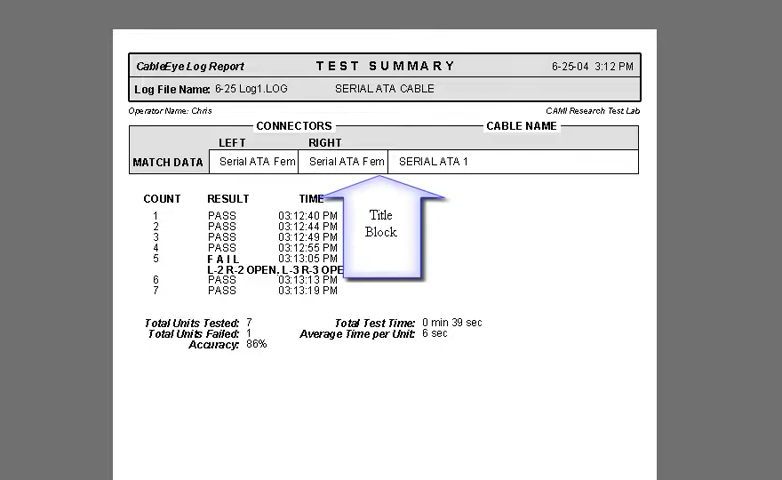 CableEye Log Report TEST SUMMARY 6-25-04 3:12 PM
Log File Name: 6-25 Log1.LOG SERIAL ATA CABLE
Operator Name: Chris CAMI Research Test Lab
CONNECTORS CABLE NAME
LEFT RIGHT
MATCH DATA Serial ATA Fem Serial ATA Fem SERIAL ATA 1
COUNT RESULT TIME
1 PASS 03:12:40 PM
2 PASS 03:12:44 PM
3 PASS 03:12:49 PM
4 PASS 03:12:55 PM
5 FAIL 03:13:05 PM
L-2 R-2 OPEN, L-3 R-3 OPE
6 PASS 03:13:13 PM
7 PASS 03:13:19 PM
Title
Block
Total Units Tested: 7 Total Test Time: 0 min 39 sec
Total Units Failed: 1 Average Time per Unit: 6 sec
Accuracy: 86%